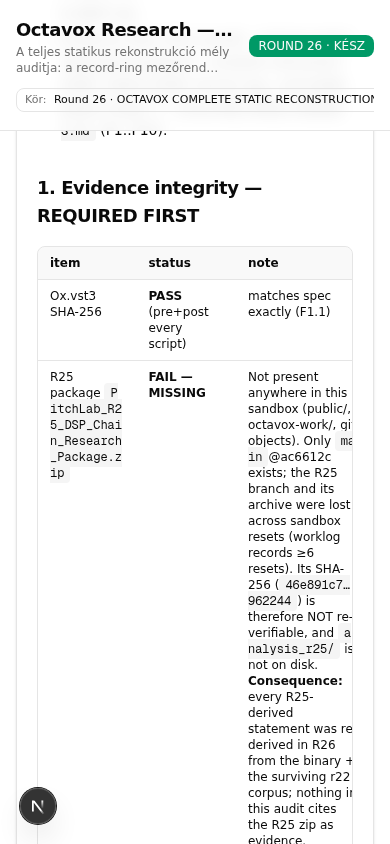 Octavox Research —...
A teljes statikus rekonstrukció mély
auditja: a record-ring mezőrend...
ROUND 26 · KÉSZ
Kör: Round 26 · OCTAVOX COMPLETE STATIC RECONSTRUCTION
1. Evidence integrity —
REQUIRED FIRST
item status note
Ox.vst3
SHA-256
PASS
(pre+post
every
script)
matches spec
exactly (F1.1)
R25
package P
itchLab_R2
5_DSP_Chai
n_Research
_Package.z
ip
FAIL —
MISSING
Not present
anywhere in this
sandbox (public/,
octavox-work/, gi
objects). Only ma
in @ac6612c
exists; the R25
branch and its
archive were lost
across sandbox
resets (worklog
records ≥6
resets). Its SHA-
256 ( 46e891c7…
962244 ) is
therefore NOT re-
verifiable, and a
nalysis_r25/ is
not on disk.
Consequence:
every R25-
derived
statement was re
derived in R26
from the binary +
the surviving r22
corpus; nothing in
this audit cites
the R25 zip as
evidence.
N